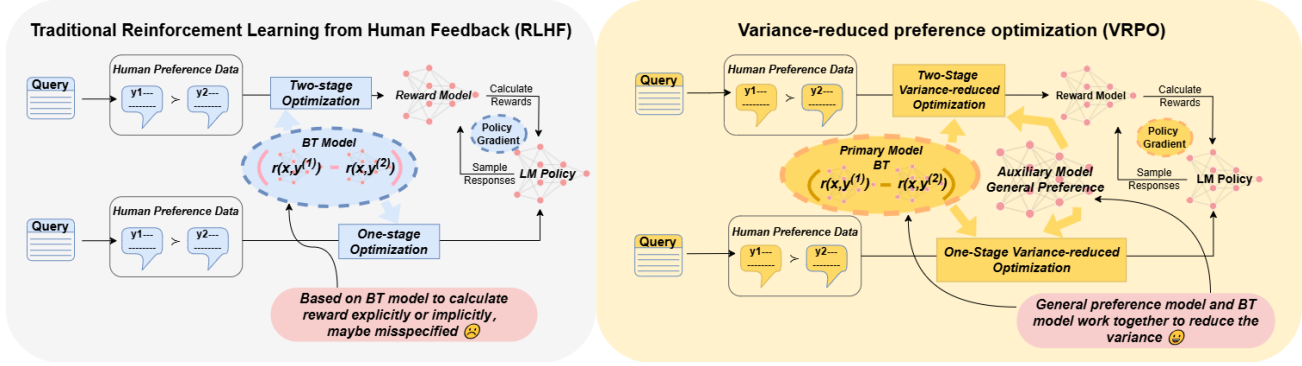 Traditional Reinforcement Learning from Human Feedback (RLHF)
Query
Human Preference Data
y1---
--------
≻
y2---
--------
Two-stage
Optimization
Reward Model
Calculate
Rewards
Policy
Gradient
Sample
Responses
LM Policy
BT Model
(r(x,y⁽¹⁾) − r(x,y⁽²⁾))
Query
Human Preference Data
y1---
--------
≻
y2---
--------
One-stage
Optimization
Based on BT model to calculate
reward explicitly or implicitly,
maybe misspecified ☹
Variance-reduced preference optimization (VRPO)
Query
Human Preference Data
y1---
--------
≻
y2---
--------
Two-Stage
Variance-reduced
Optimization
Reward Model
Calculate
Rewards
Policy
Gradient
Sample
Responses
LM Policy
Primary Model
BT
(r(x,y⁽¹⁾) − r(x,y⁽²⁾))
Auxiliary Model
General Preference
Query
Human Preference Data
y1---
--------
≻
y2---
--------
One-Stage Variance-reduced
Optimization
General preference model and BT
model work together to reduce the
variance 😀